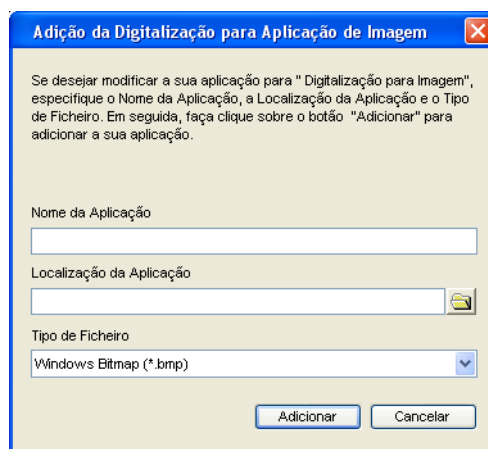 Adição da Digitalização para Aplicação de Imagem
Se desejar modificar a sua aplicação para " Digitalização para Imagem",
especifique o Nome da Aplicação, a Localização da Aplicação e o Tipo
de Ficheiro. Em seguida, faça clique sobre o botão "Adicionar" para
adicionar a sua aplicação.
Nome da Aplicação
Localização da Aplicação
Tipo de Ficheiro
Windows Bitmap (*.bmp)
Adicionar
Cancelar